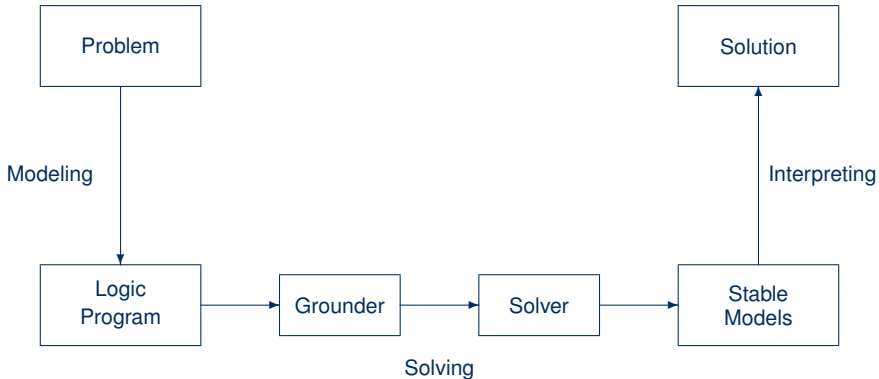 Problem
Solution
Modeling
Interpreting
Logic
Program
Grounder
Solver
Stable
Models
Solving